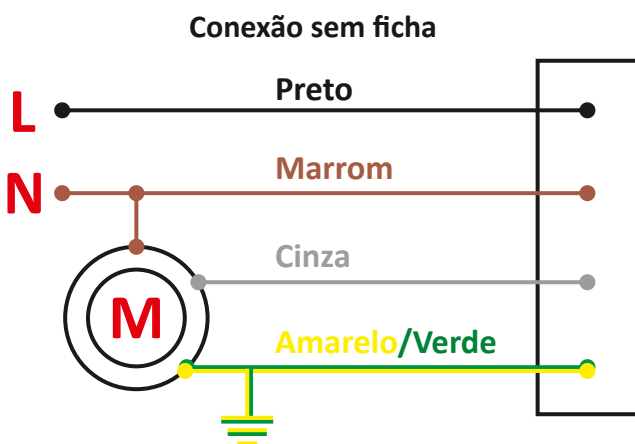 Conexão sem ficha
Preto
L
Marrom
N
Cinza
M
Amarelo/Verde